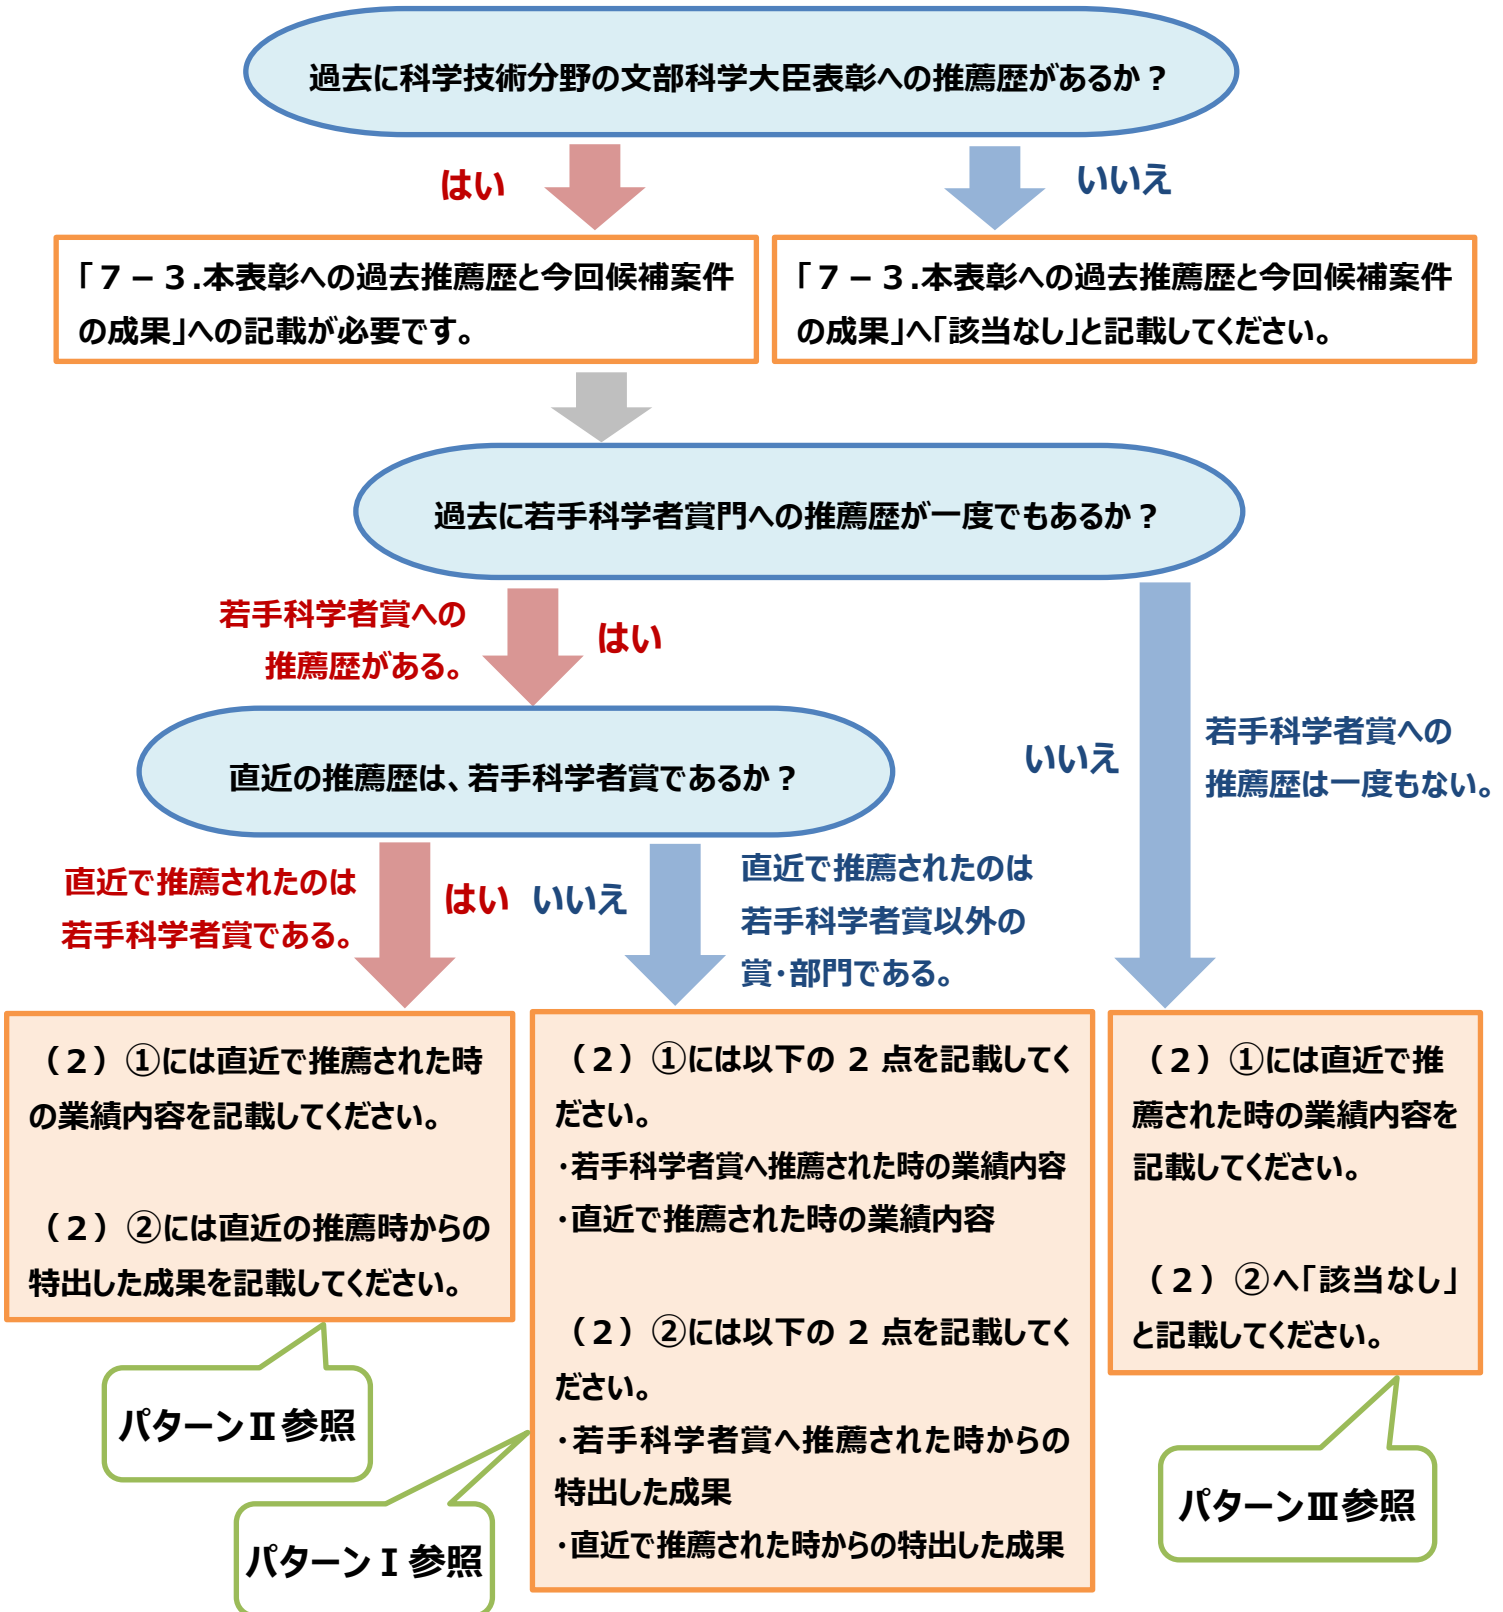 過去に科学技術分野の文部科学大臣表彰への推薦歴があるか？
はい
いいえ
「７－３.本表彰への過去推薦歴と今回候補案件
の成果」への記載が必要です。
「７－３.本表彰への過去推薦歴と今回候補案件
の成果」へ「該当なし」と記載してください。
過去に若手科学者賞門への推薦歴が一度でもあるか？
若手科学者賞への
推薦歴がある。
はい
いいえ
若手科学者賞への
推薦歴は一度もない。
直近の推薦歴は、若手科学者賞であるか？
直近で推薦されたのは
若手科学者賞である。
はい
いいえ
直近で推薦されたのは
若手科学者賞以外の
賞・部門である。
（２）①には直近で推薦された時
の業績内容を記載してください。
（２）②には直近の推薦時からの
特出した成果を記載してください。
パターンⅡ参照
（２）①には以下の 2 点を記載してく
ださい。
・若手科学者賞へ推薦された時の業績内容
・直近で推薦された時の業績内容
（２）②には以下の 2 点を記載してく
ださい。
・若手科学者賞へ推薦された時からの
特出した成果
・直近で推薦された時からの特出した成果
パターンⅠ参照
（２）①には直近で推
薦された時の業績内容を
記載してください。
（２）②へ「該当なし」
と記載してください。
パターンⅢ参照